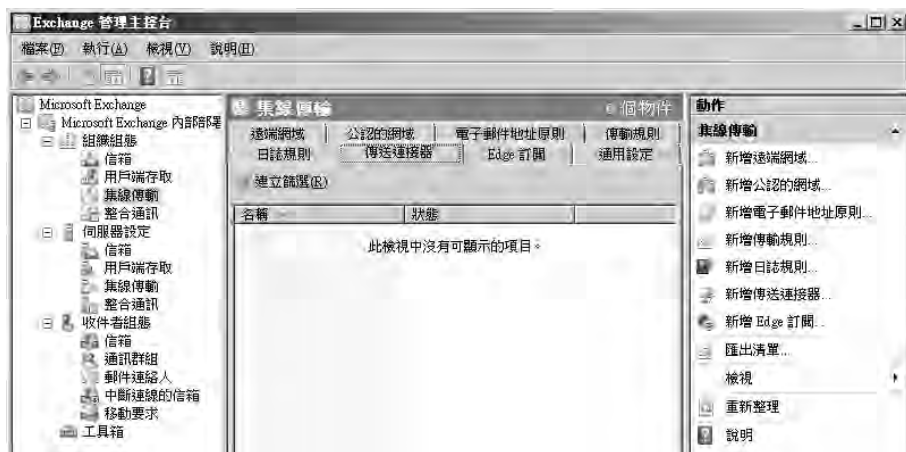 Exchange 管理主控台
檔案(F) 執行(A) 檢視(V) 說明(H)
Microsoft Exchange
Microsoft Exchange 內部部署
組織組態
信箱
用戶端存取
集線傳輸
整合通訊
伺服器設定
信箱
用戶端存取
集線傳輸
整合通訊
收件者組態
信箱
通訊群組
郵件連絡人
中斷連線的信箱
移動要求
工具箱
集線傳輸 0 個物件
遠端網域 公認的網域 電子郵件地址原則 傳輸規則
日誌規則 傳送連接器 Edge 訂閱 通用設定
建立篩選(R)
名稱 狀態
此檢視中沒有可顯示的項目。
動作
集線傳輸
新增遠端網域...
新增公認的網域...
新增電子郵件地址原則...
新增傳輸規則...
新增日誌規則...
新增傳送連接器...
新增 Edge 訂閱...
匯出清單...
檢視
重新整理
說明